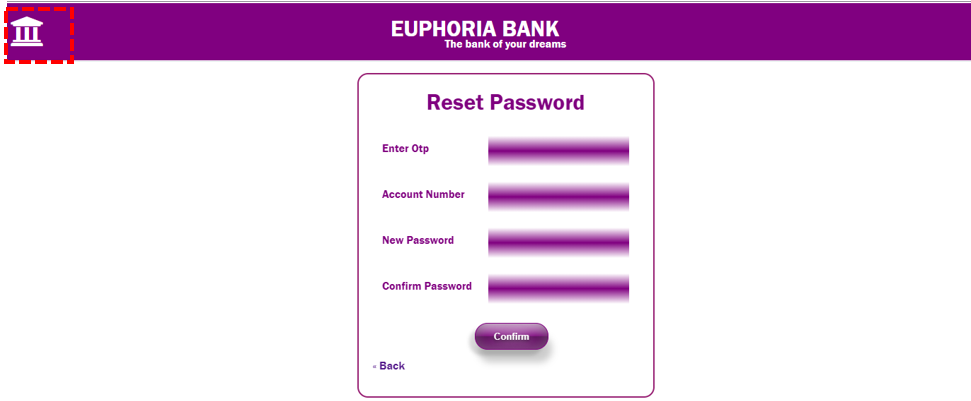 EUPHORIA BANK
The bank of your dreams
Reset Password
Enter Otp
Account Number
New Password
Confirm Password
Confirm
« Back